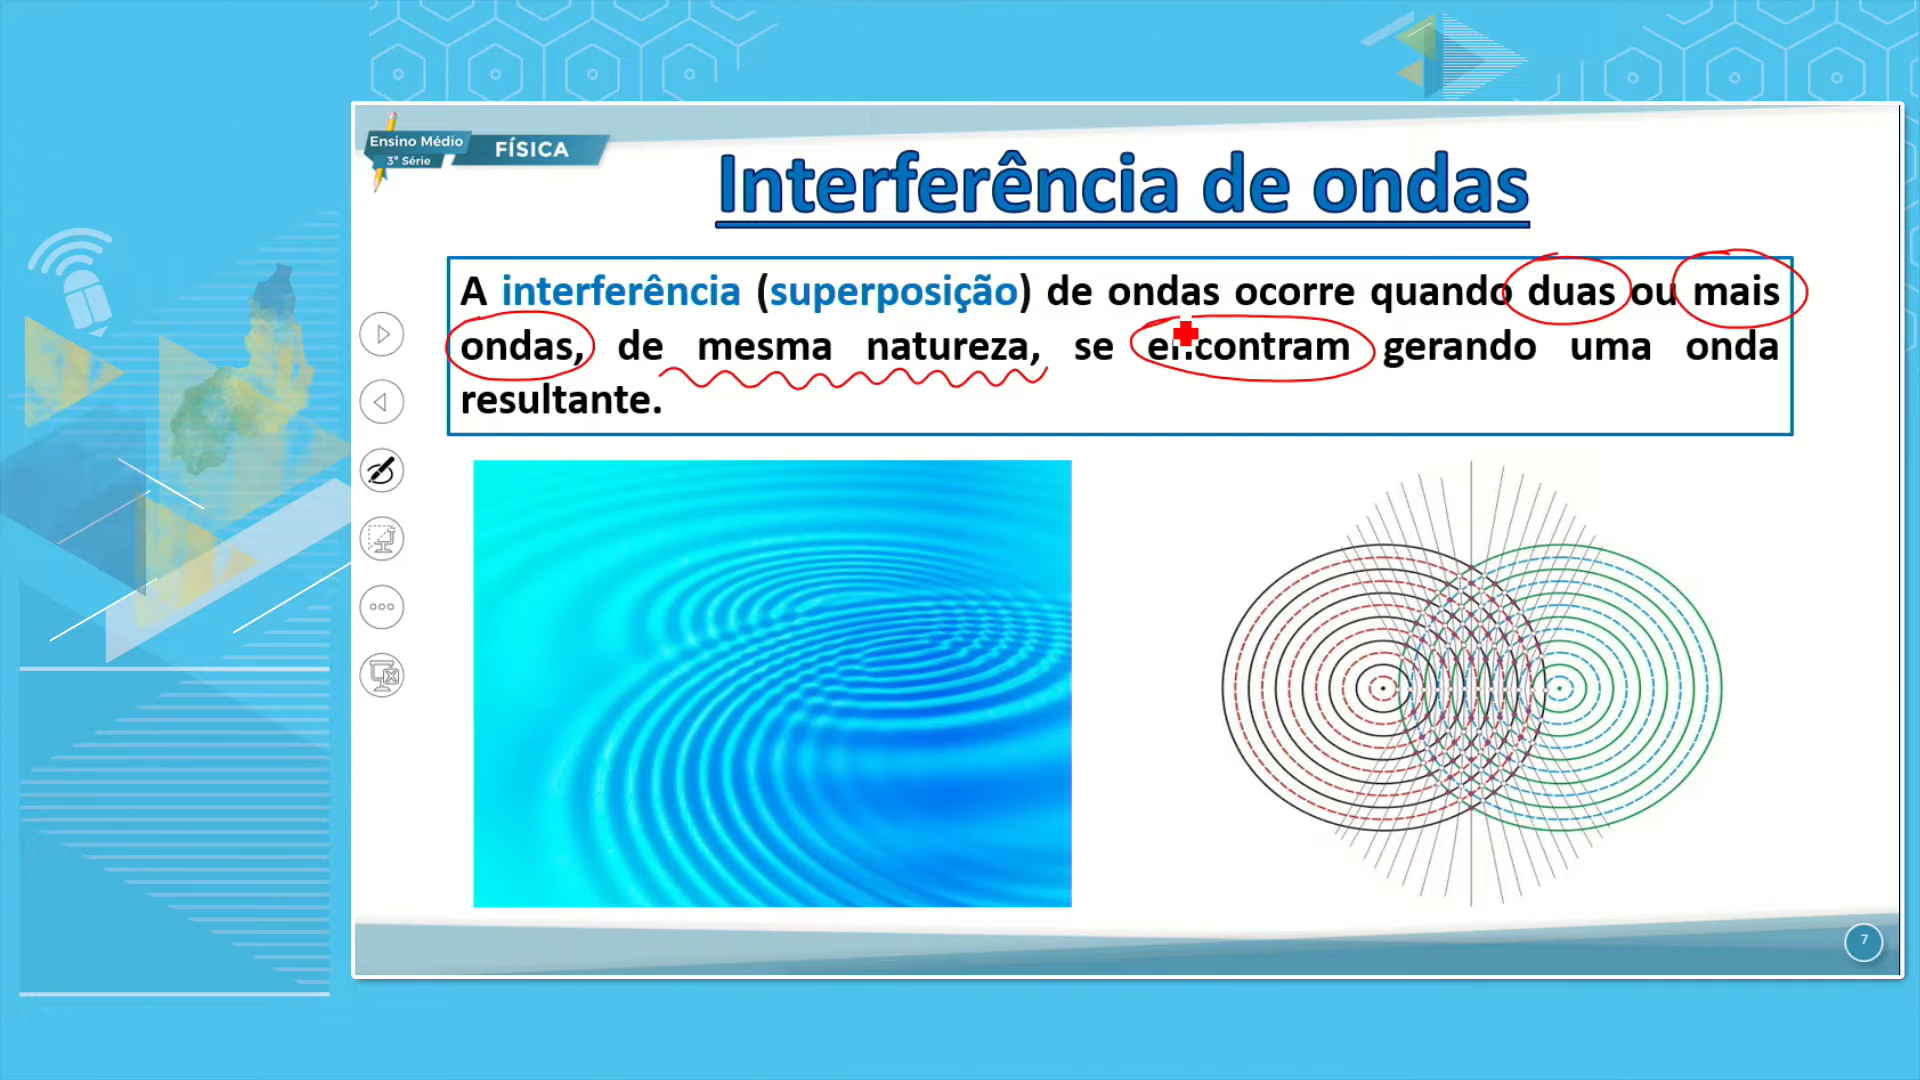 Ensino Médio
3ª Série
FÍSICA
Interferência de ondas
A interferência (superposição) de ondas ocorre quando duas ou mais
ondas, de mesma natureza, se encontram gerando uma onda
resultante.
7